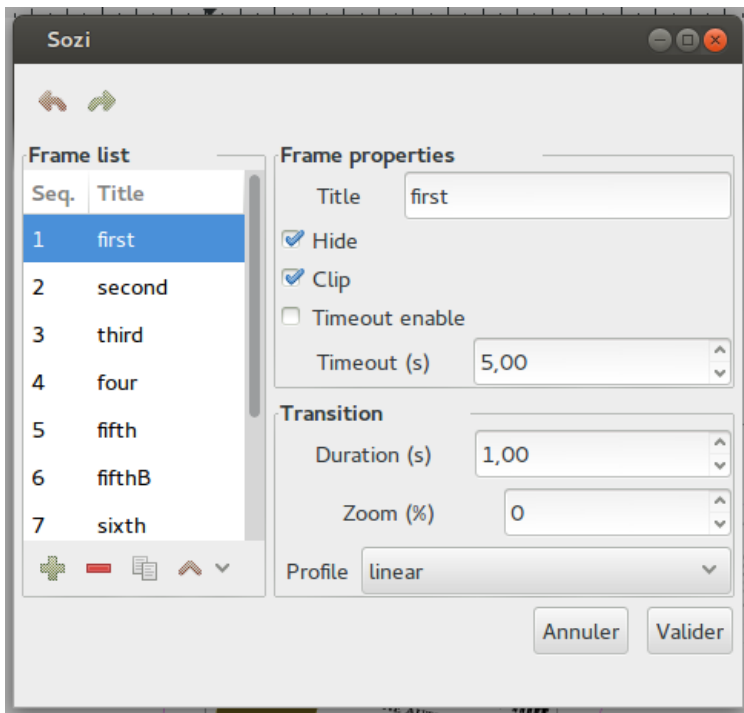 Sozi
Frame list
Seq. Title
1 first
2 second
3 third
4 four
5 fifth
6 fifthB
7 sixth
Frame properties
Title first
Hide
Clip
Timeout enable
Timeout (s) 5,00
Transition
Duration (s) 1,00
Zoom (%) 0
Profile linear
Annuler Valider